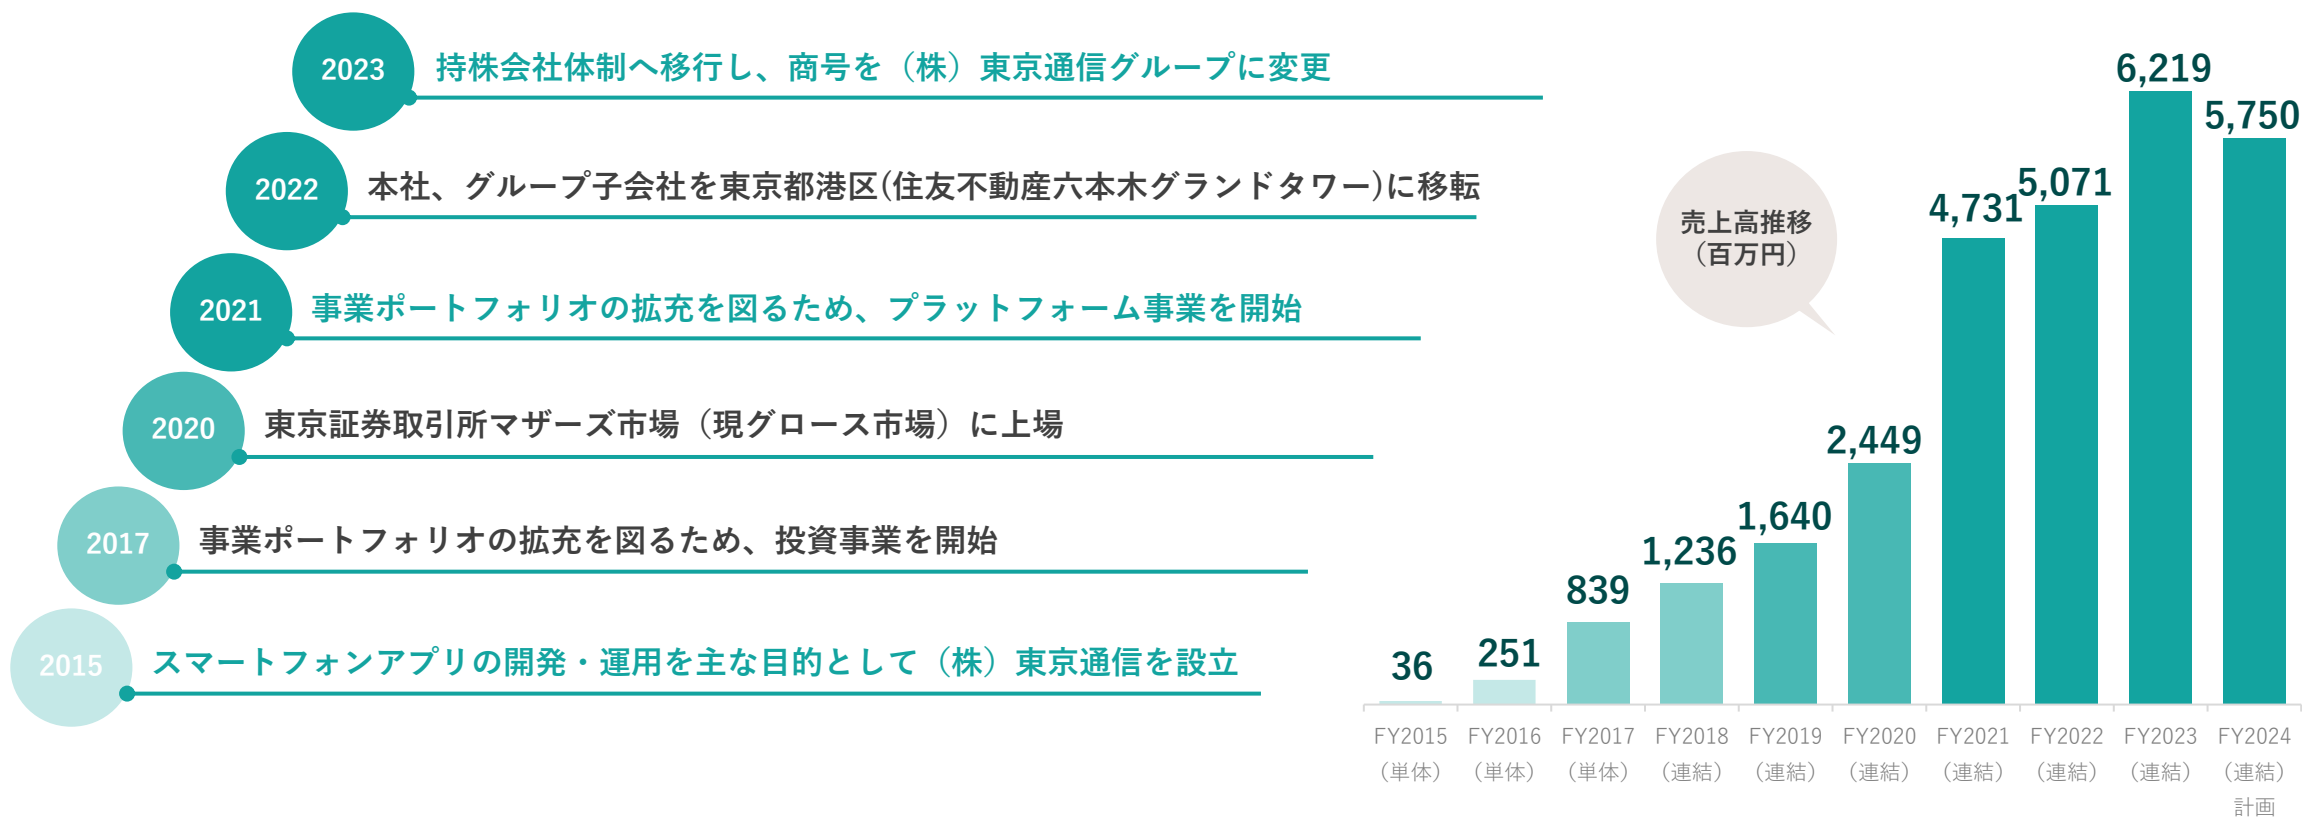 2023
持株会社体制へ移行し、商号を（株）東京通信グループに変更
2022
本社、グループ子会社を東京都港区(住友不動産六本木グランドタワー)に移転
2021
事業ポートフォリオの拡充を図るため、プラットフォーム事業を開始
2020
東京証券取引所マザーズ市場（現グロース市場）に上場
2017
事業ポートフォリオの拡充を図るため、投資事業を開始
2015
スマートフォンアプリの開発・運用を主な目的として（株）東京通信を設立
売上高推移
（百万円）
36
251
839
1,236
1,640
2,449
4,731
5,071
6,219
5,750
FY2015
（単体）
FY2016
（単体）
FY2017
（単体）
FY2018
（連結）
FY2019
（連結）
FY2020
（連結）
FY2021
（連結）
FY2022
（連結）
FY2023
（連結）
FY2024
（連結）
計画